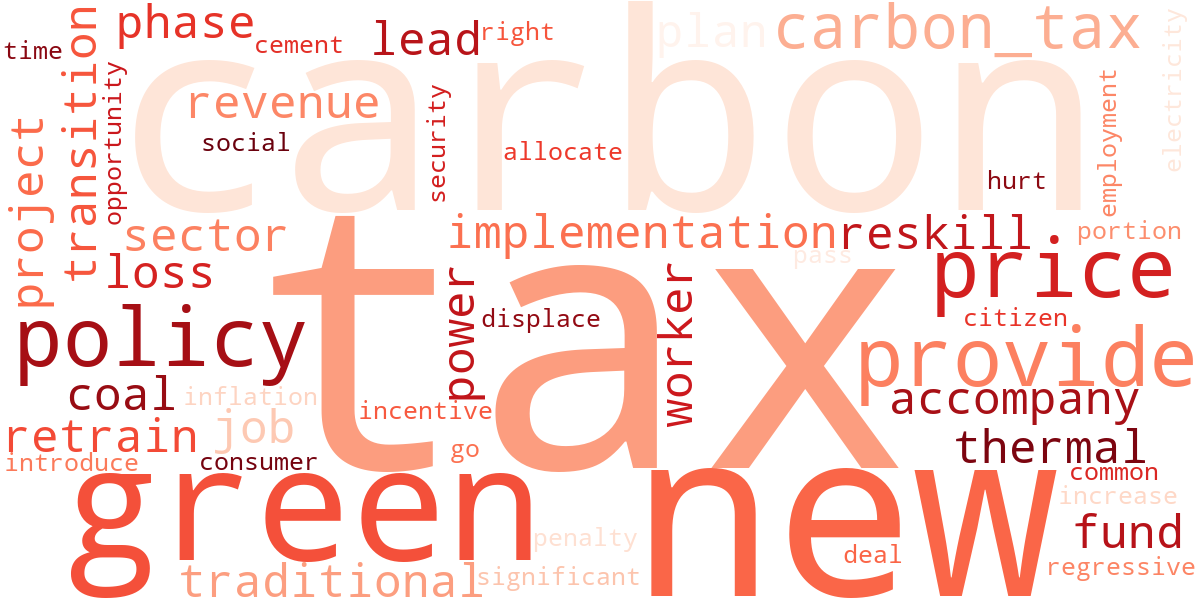 time
phase
cement
lead
right
plan
carbon_tax
electricity
carbon
transition
opportunity
revenue
social
security
allocate
hurt
employment
project
sector
implementation
reskill
portion
pass
loss
tax
price
policy
power
displace
worker
citizen
provide
coal
inflation
incentive
accompany
retrain
job
go
thermal
introduce
consumer
common
green
new
increase
penalty
deal
fund
traditional
significant
regressive